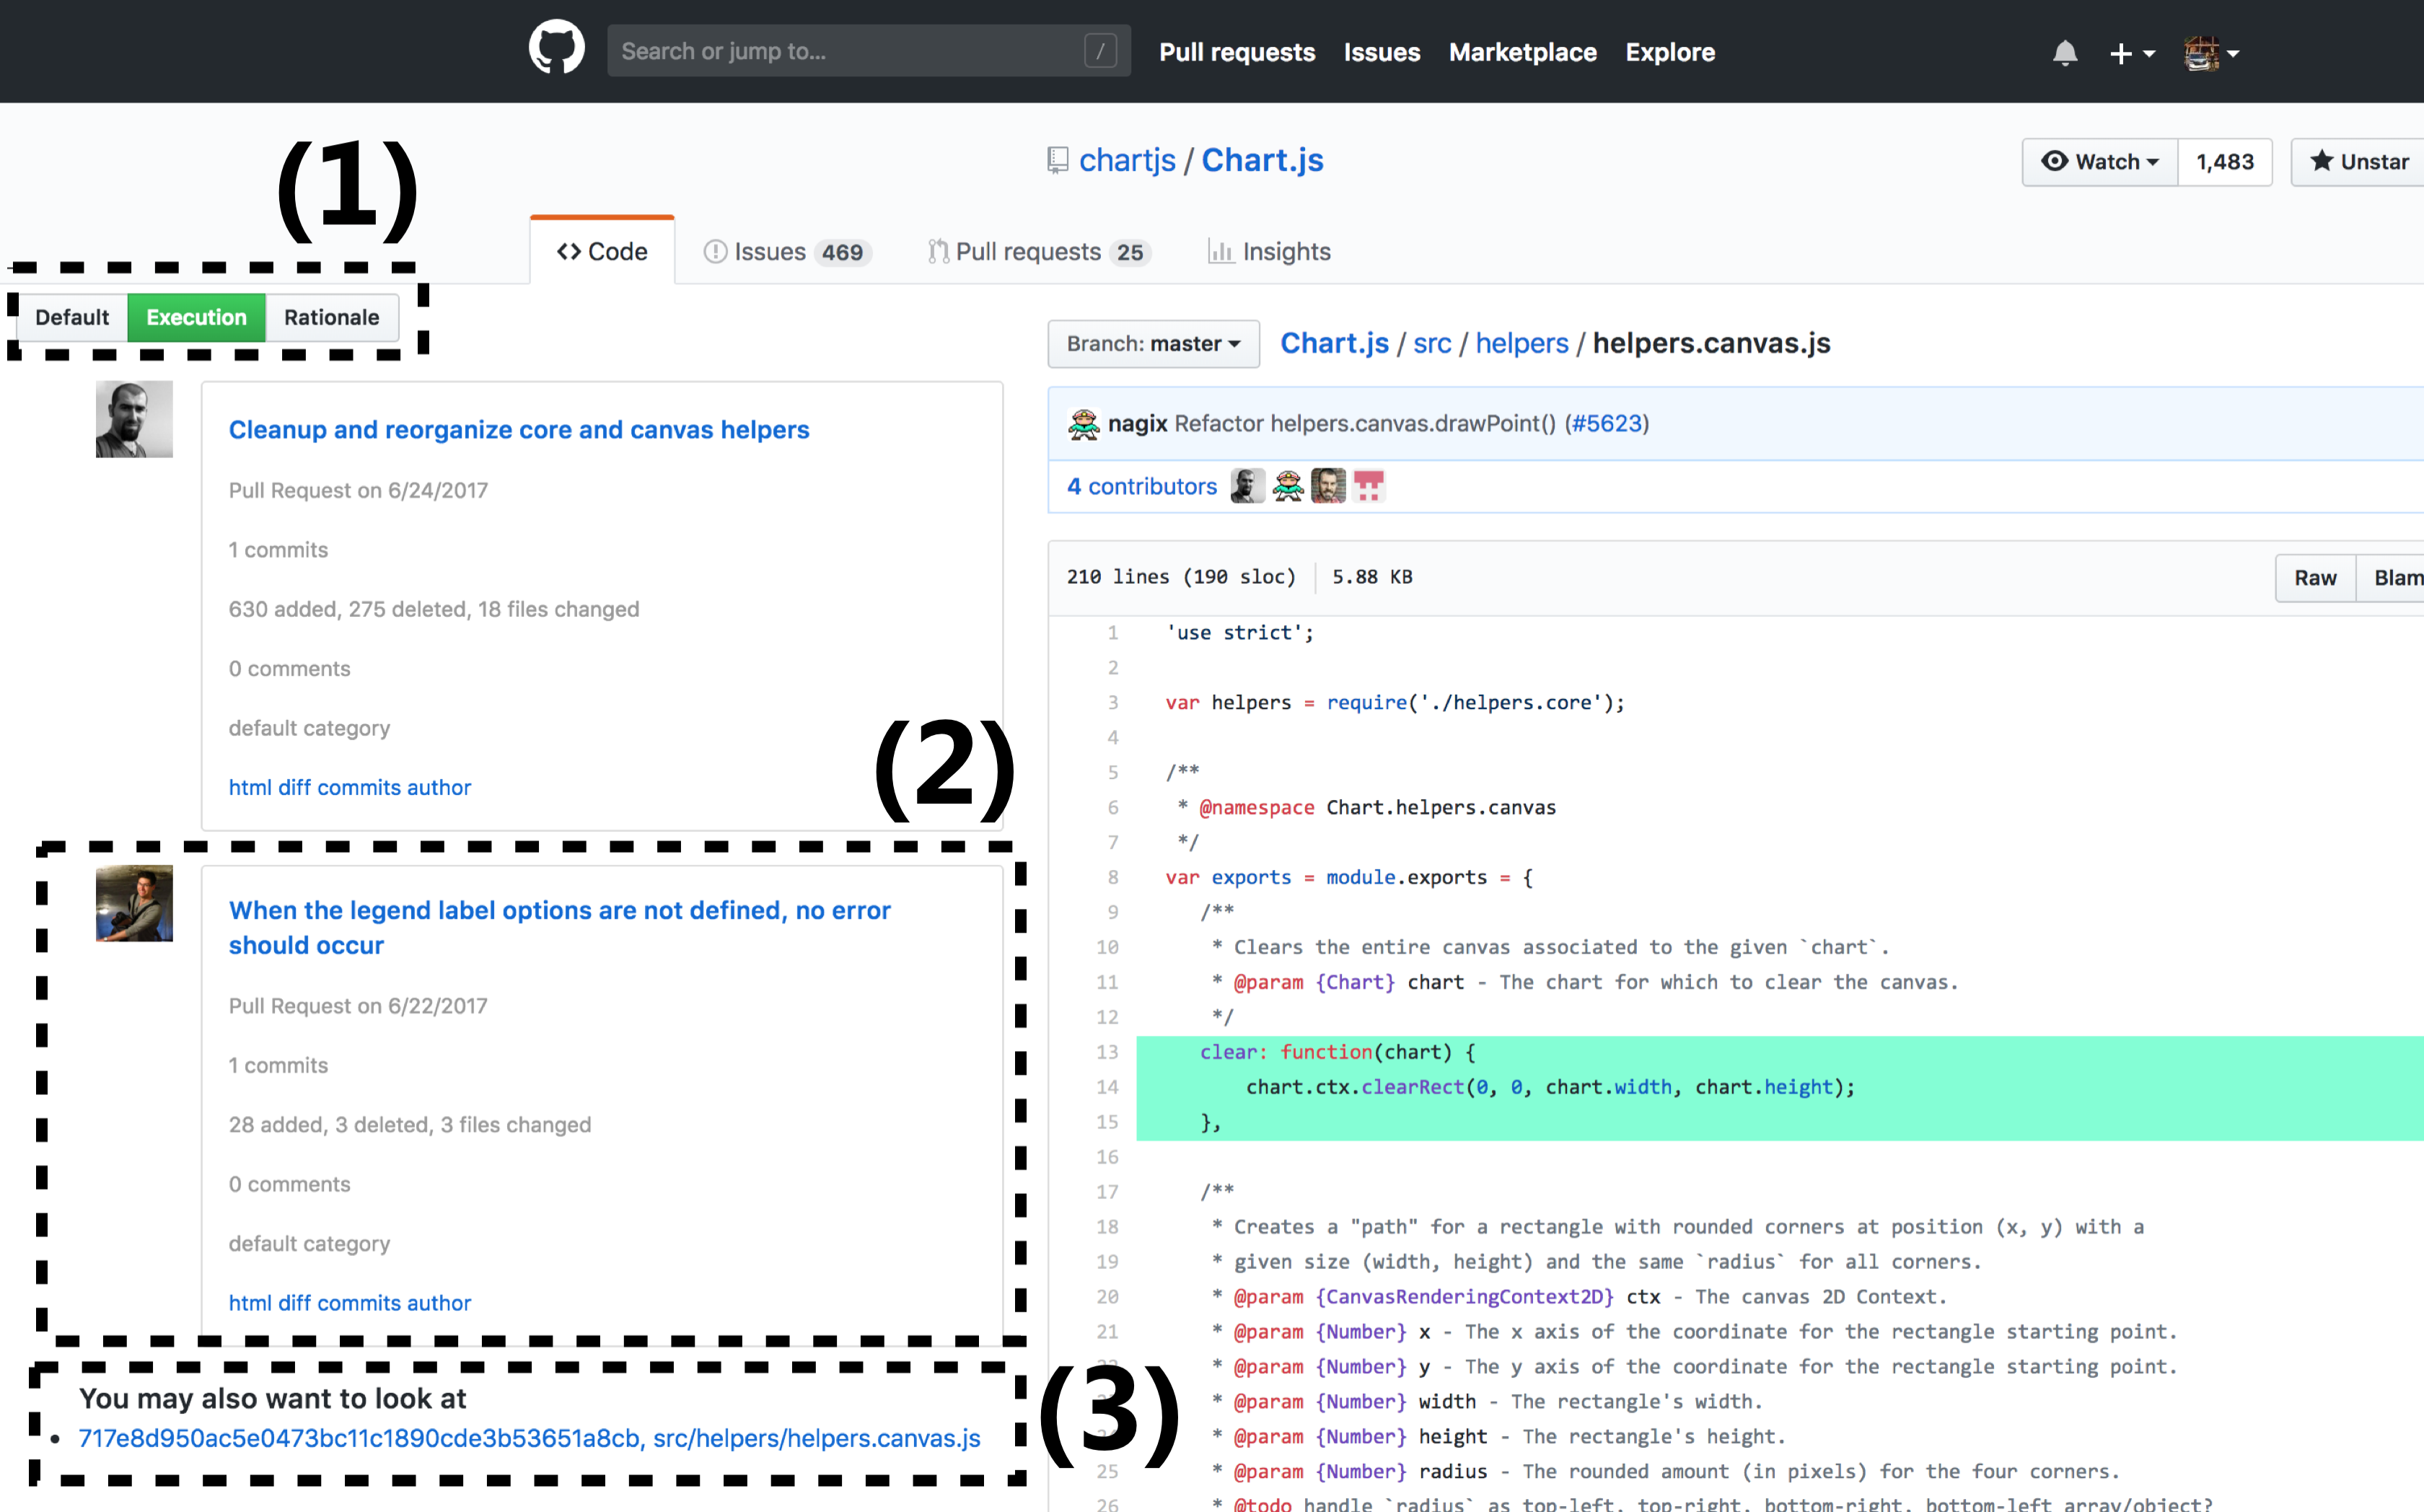 Search or jump to... /
Pull requests Issues Marketplace Explore
(1)
chartjs / Chart.js
Watch 1,483 Unstar
Code Issues 469 Pull requests 25 Insights
Default Execution Rationale
Cleanup and reorganize core and canvas helpers
Pull Request on 6/24/2017
1 commits
630 added, 275 deleted, 18 files changed
0 comments
default category
html diff commits author
(2)
When the legend label options are not defined, no error
should occur
Pull Request on 6/22/2017
1 commits
28 added, 3 deleted, 3 files changed
0 comments
default category
html diff commits author
You may also want to look at
717e8d950ac5e0473bc11c1890cde3b53651a8cb, src/helpers/helpers.canvas.js
(3)
Branch: master Chart.js / src / helpers / helpers.canvas.js
nagix Refactor helpers.canvas.drawPoint() (#5623)
4 contributors
210 lines (190 sloc) 5.88 KB
Raw Blam
1 'use strict';
2
3 var helpers = require('./helpers.core');
4
5 /**
6 * @namespace Chart.helpers.canvas
7 */
8 var exports = module.exports = {
9 /**
10 * Clears the entire canvas associated to the given `chart`.
11 * @param {Chart} chart - The chart for which to clear the canvas.
12 */
13 clear: function(chart) {
14 chart.ctx.clearRect(0, 0, chart.width, chart.height);
15 },
16
17 /**
18 * Creates a "path" for a rectangle with rounded corners at position (x, y) with a
19 * given size (width, height) and the same `radius` for all corners.
20 * @param {CanvasRenderingContext2D} ctx - The canvas 2D Context.
21 * @param {Number} x - The x axis of the coordinate for the rectangle starting point.
* @param {Number} y - The y axis of the coordinate for the rectangle starting point.
* @param {Number} width - The rectangle's width.
* @param {Number} height - The rectangle's height.
25 * @param {Number} radius - The rounded amount (in pixels) for the four corners.
26 * @todo handle `radius` as top-left, top-right, bottom-right, bottom-left array/object?